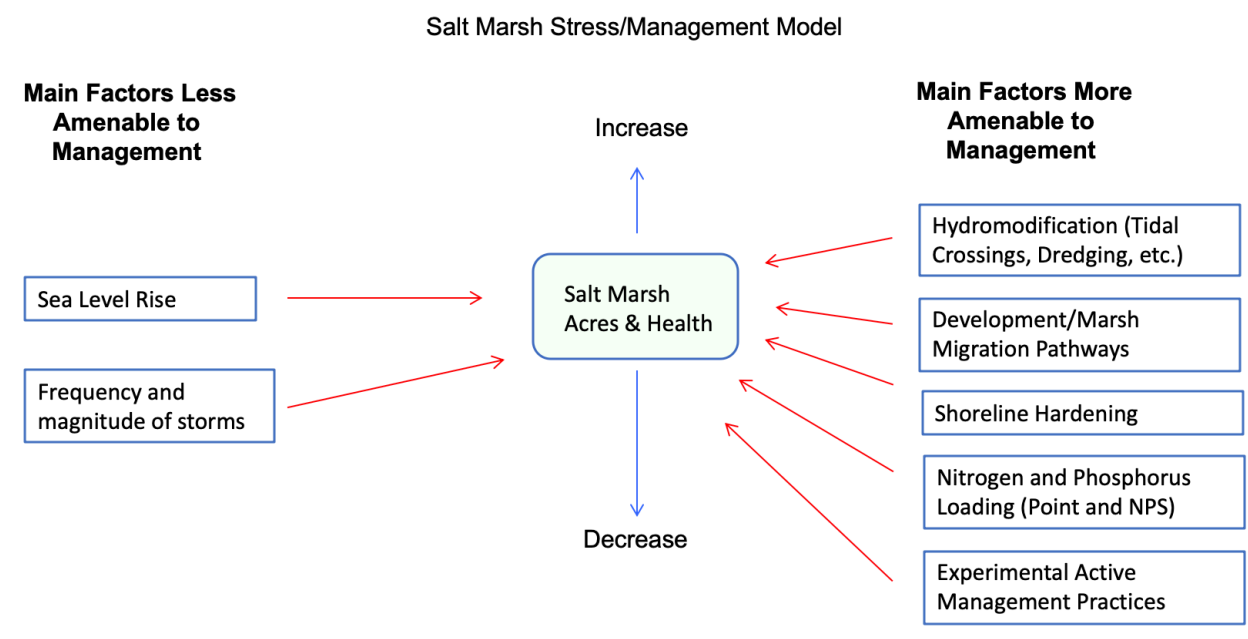 Salt Marsh Stress/Management Model
Main Factors Less
Amenable to
Management
Sea Level Rise
Frequency and
magnitude of storms
Increase
Salt Marsh
Acres & Health
Decrease
Main Factors More
Amenable to
Management
Hydromodification (Tidal
Crossings, Dredging, etc.)
Development/Marsh
Migration Pathways
Shoreline Hardening
Nitrogen and Phosphorus
Loading (Point and NPS)
Experimental Active
Management Practices